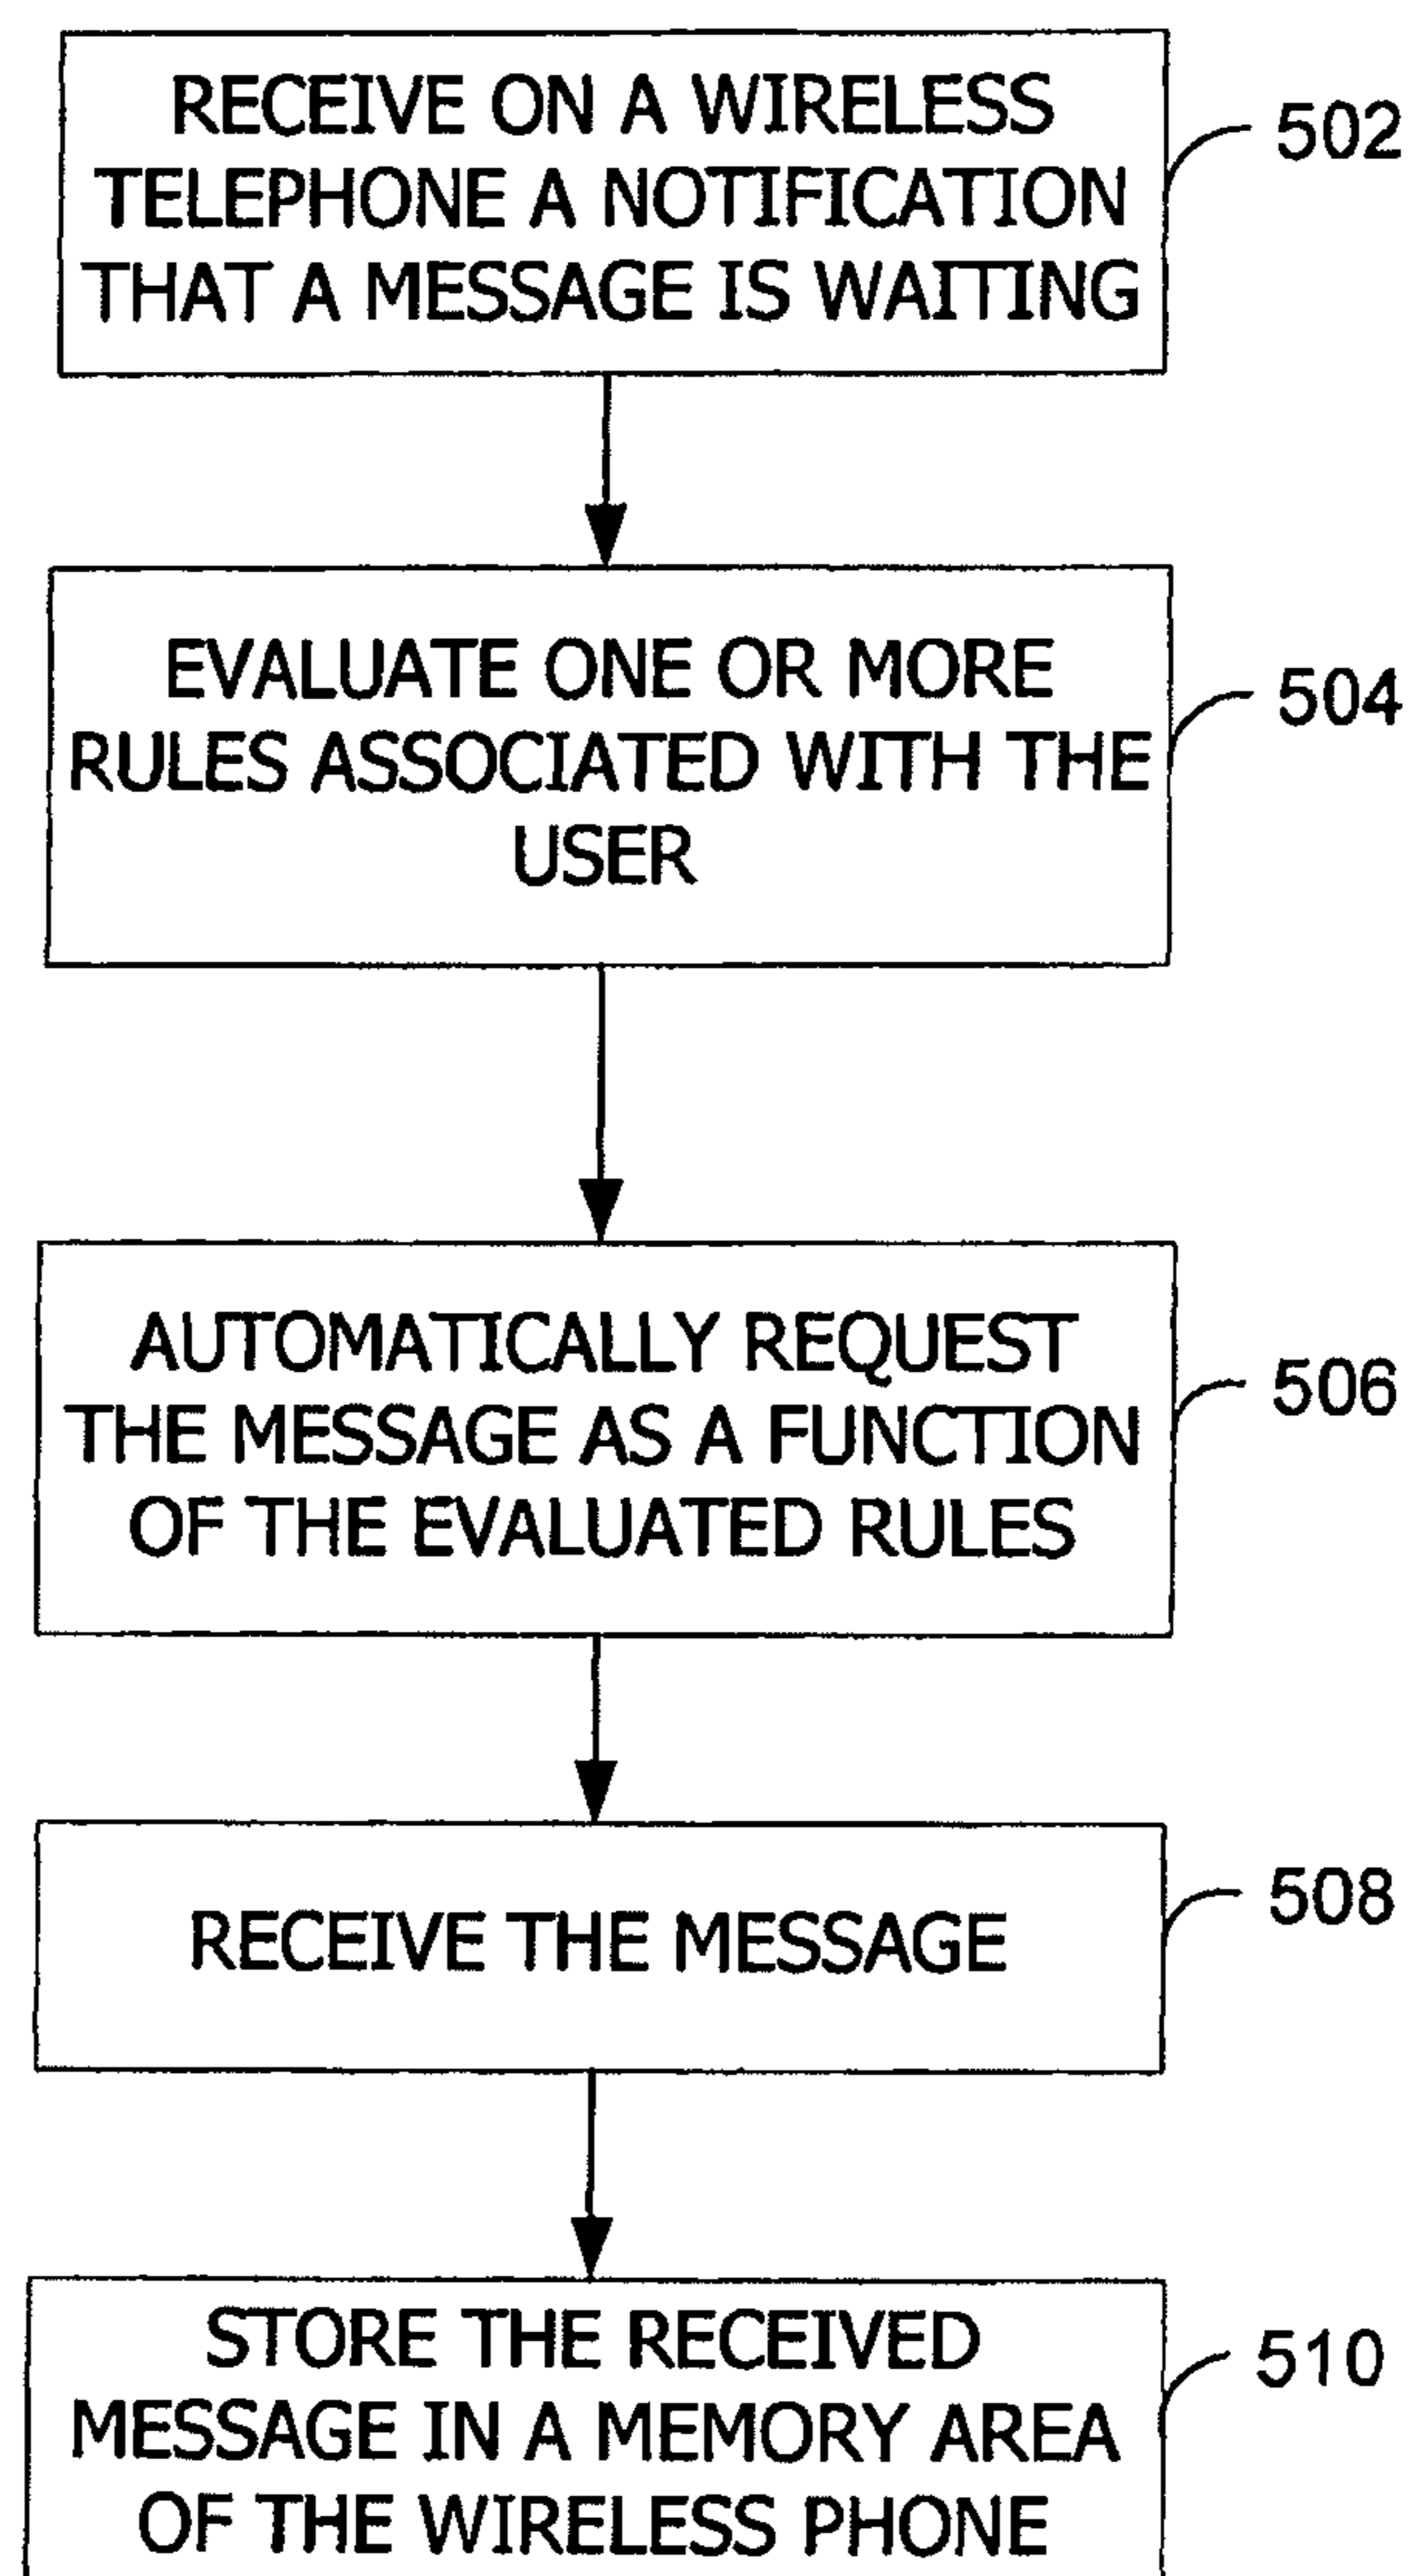 RECEIVE ON A WIRELESS
TELEPHONE A NOTIFICATION
THAT A MESSAGE IS WAITING
502
EVALUATE ONE OR MORE
RULES ASSOCIATED WITH THE
USER
504
AUTOMATICALLY REQUEST
THE MESSAGE AS A FUNCTION
OF THE EVALUATED RULES
506
RECEIVE THE MESSAGE
508
STORE THE RECEIVED
MESSAGE IN A MEMORY AREA
OF THE WIRELESS PHONE
510